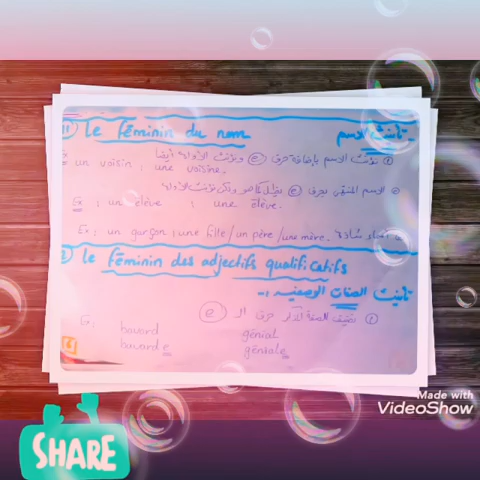 1) Le féminin du nom تأنيث الاسم
① نؤنث الاسم بإضافة حرف (e) ونؤنث الأداة أيضا
Ex un voisin ; une voisine.
② الاسم المنتهي بحرف (e) يبقى كما هو ولكن نؤنث الأداة
Ex ; un élève ; une élève.
Ex : un garçon ; une fille / un père / une mère.
2) le féminin des adjectifs qualificatifs
تأنيث الصفات الوصفية :-
① نضيف للصفة المذكر حرف الـ (e)
bavard génial
bavarde géniale
Made with
VideoShow
SHARE